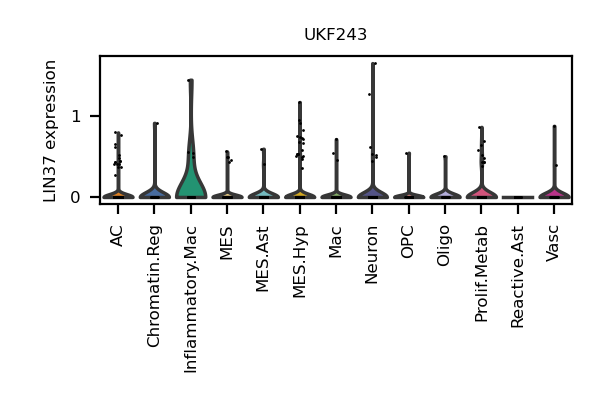 UKF243
LIN37 expression
1
0
AC
Chromatin.Reg
Inflammatory.Mac
MES
MES.Ast
MES.Hyp
Mac
Neuron
OPC
Oligo
Prolif.Metab
Reactive.Ast
Vasc